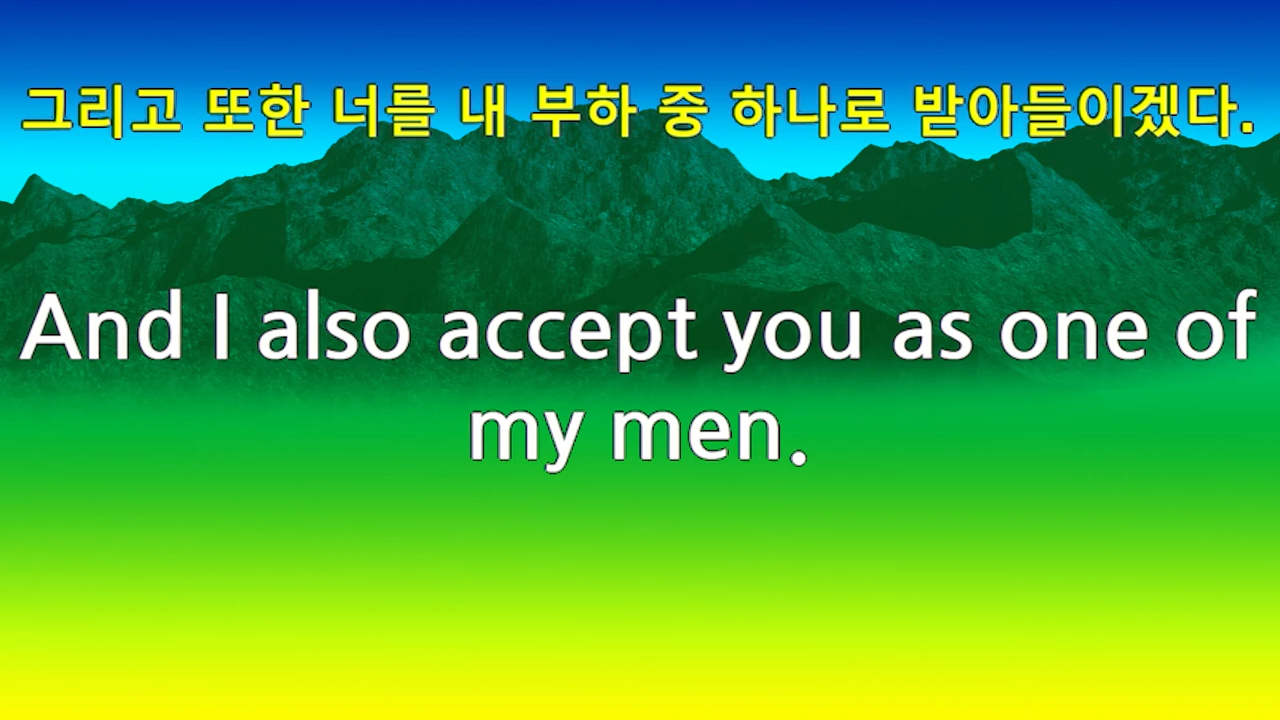 그리고 또한 너를 내 부하 중 하나로 받아들이겠다.
And I also accept you as one of
my men.